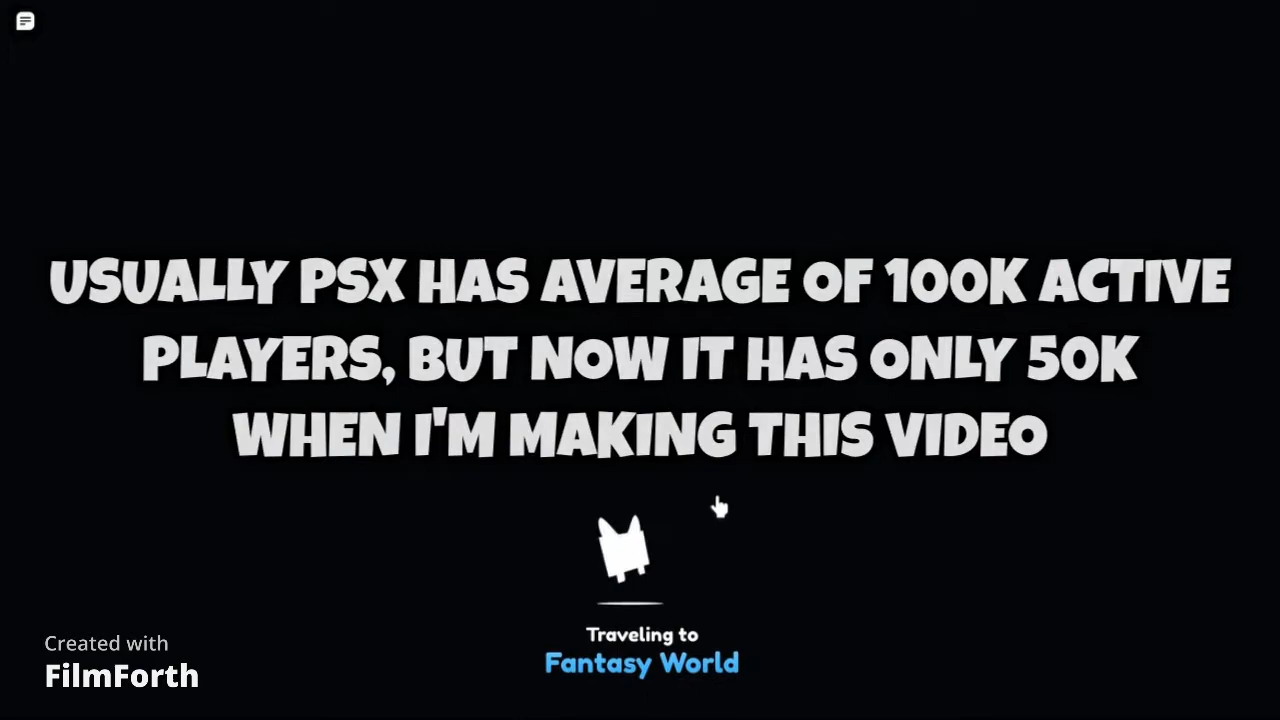 USUALLY PSX HAS AVERAGE OF 100K ACTIVE
PLAYERS, BUT NOW IT HAS ONLY 50K
WHEN I'M MAKING THIS VIDEO
Traveling to
Fantasy World
Created with
FilmForth